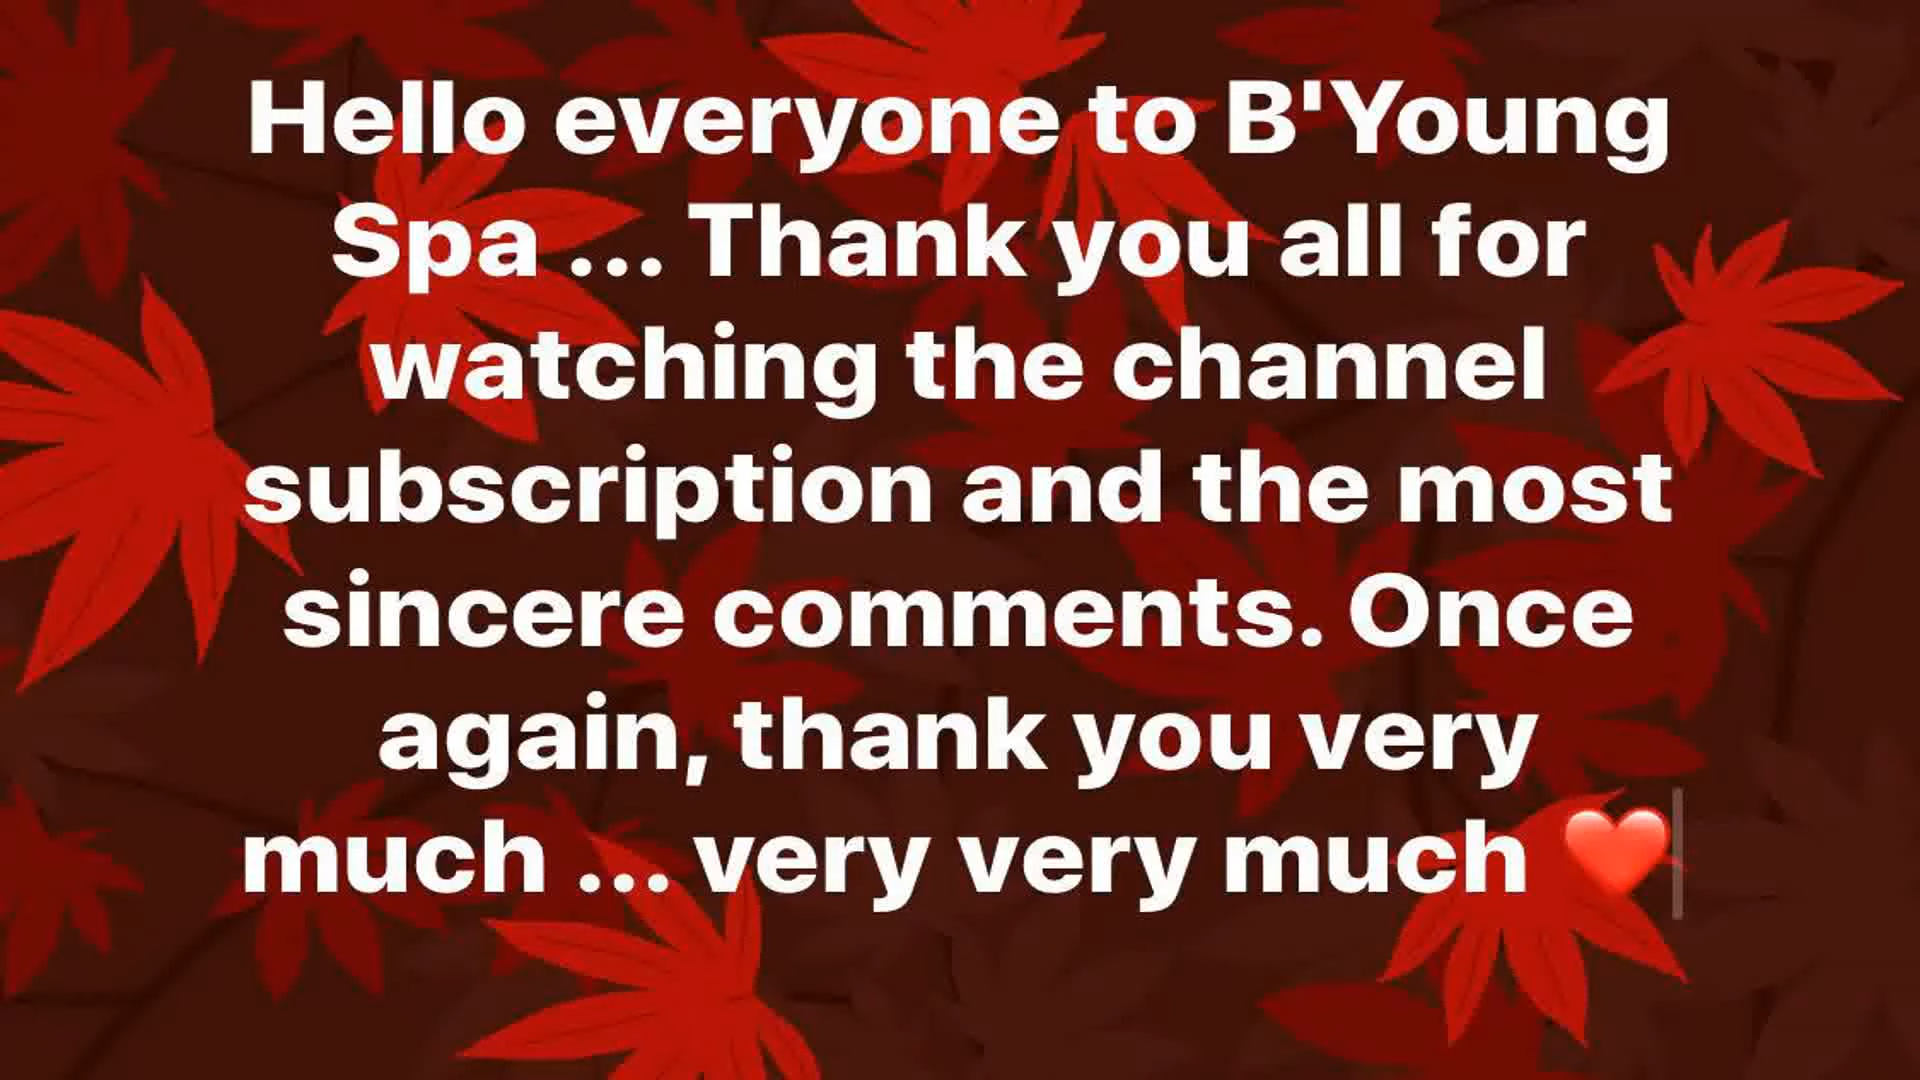 Hello everyone to B'Young
Spa ... Thank you all for
watching the channel
subscription and the most
sincere comments. Once
again, thank you very
much ... very very much ❤️